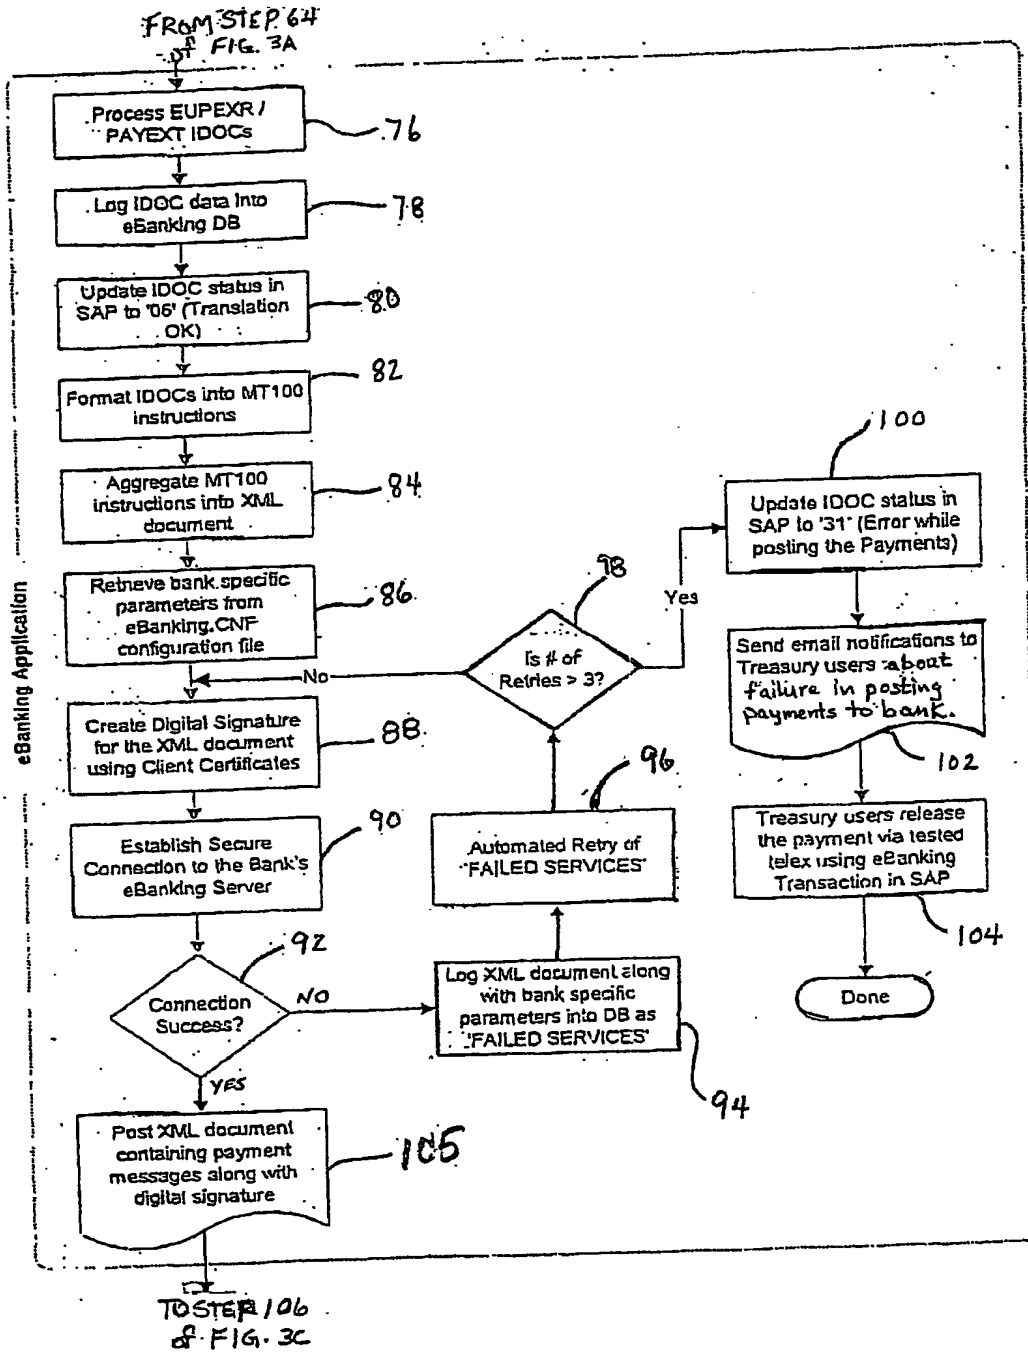 FROM STEP 64
of FIG. 3A
Process EUPEXR /
PAYEXT IDOCs
76
Log IDOC data into
eBanking DB
78
Update IDOC status in
SAP to '06' (Translation
OK)
80
Format IDOCs into MT100
instructions
82
Aggregate MT100
instructions into XML
document
84
Retrieve bank specific
parameters from
eBanking.CNF
configuration file
86
No
Create Digital Signature
for the XML document
using Client Certificates
88
Establish Secure
Connection to the Bank's
eBanking Server
90
Connection
Success?
92
NO
YES
Post XML document
containing payment
messages along with
digital signature
105
TO STEP 106
of FIG. 3C
Log XML document along
with bank specific
parameters into DB as
'FAILED SERVICES'
94
Automated Retry of
'FAILED SERVICES'
96
Is # of
Retries > 3?
98
Yes
Update IDOC status in
SAP to '31' (Error while
posting the Payments)
100
Send email notifications to
Treasury users about
failure in posting
payments to bank.
102
Treasury users release
the payment via tested
telex using eBanking
Transaction in SAP
104
Done
eBanking Application